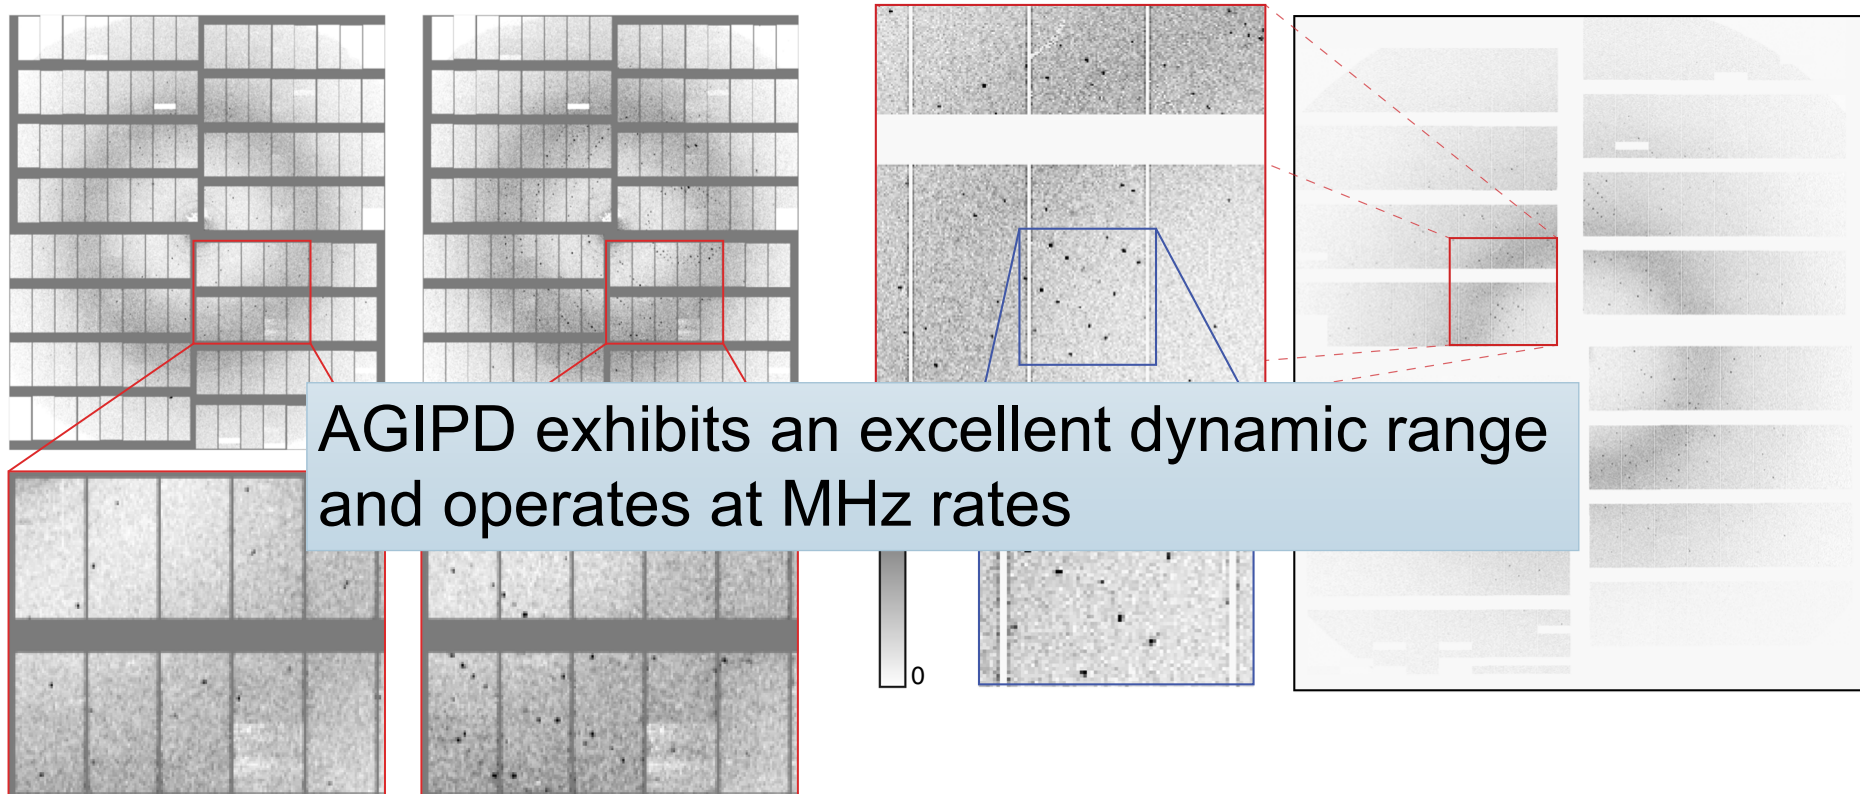 AGIPD exhibits an excellent dynamic range
and operates at MHz rates
0